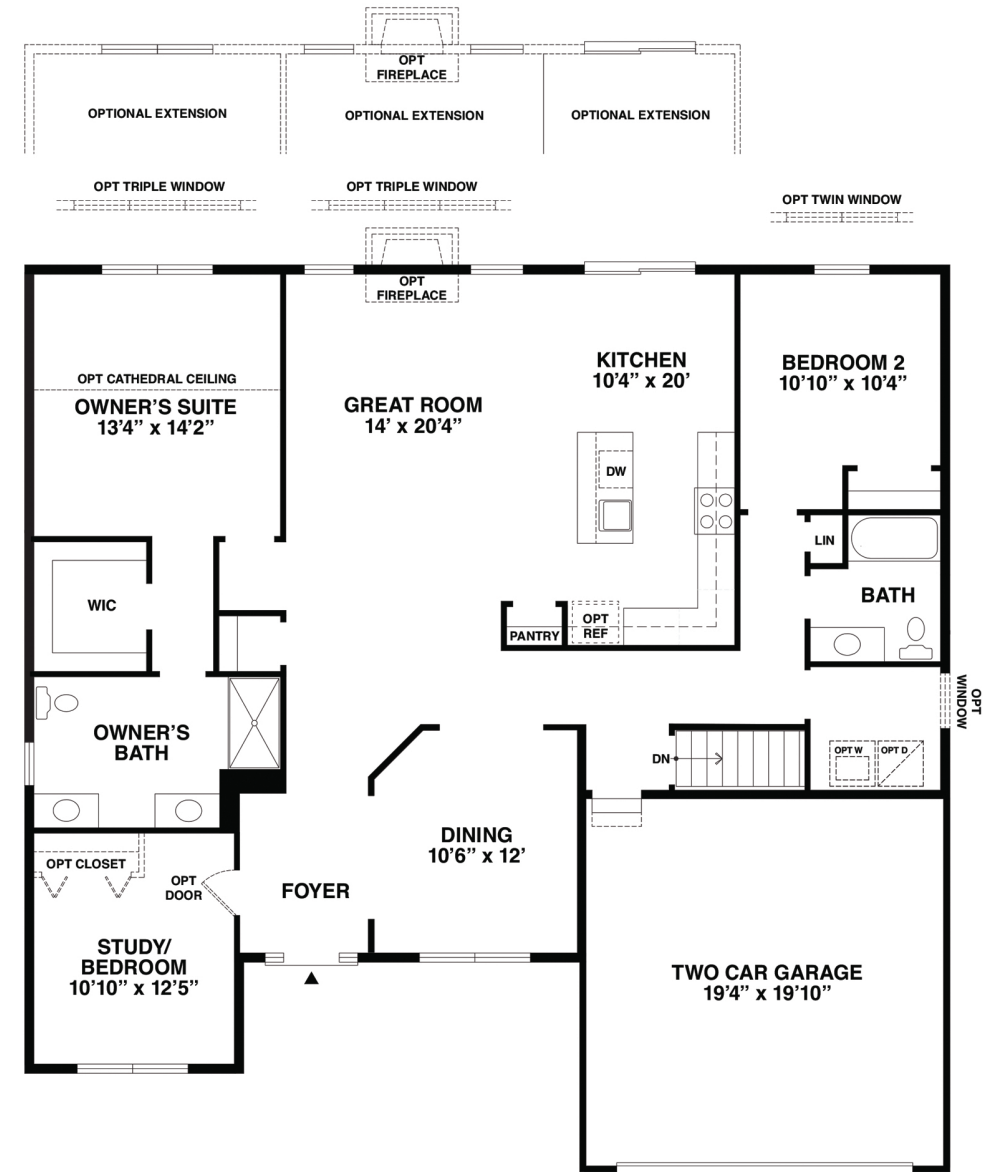 OPT
FIREPLACE
OPTIONAL EXTENSION
OPTIONAL EXTENSION
OPTIONAL EXTENSION
OPT TRIPLE WINDOW
OPT TRIPLE WINDOW
OPT TWIN WINDOW
OPT
FIREPLACE
OPT CATHEDRAL CEILING
OWNER'S SUITE
13'4" x 14'2"
GREAT ROOM
14' x 20'4"
KITCHEN
10'4" x 20'
BEDROOM 2
10'10" x 10'4"
DW
LIN
WIC
BATH
PANTRY
OPT
REF
OPT
WINDOW
OWNER'S
BATH
DN
OPT W
OPT D
DINING
10'6" x 12'
OPT CLOSET
OPT
DOOR
FOYER
STUDY/
BEDROOM
10'10" x 12'5"
TWO CAR GARAGE
19'4" x 19'10"